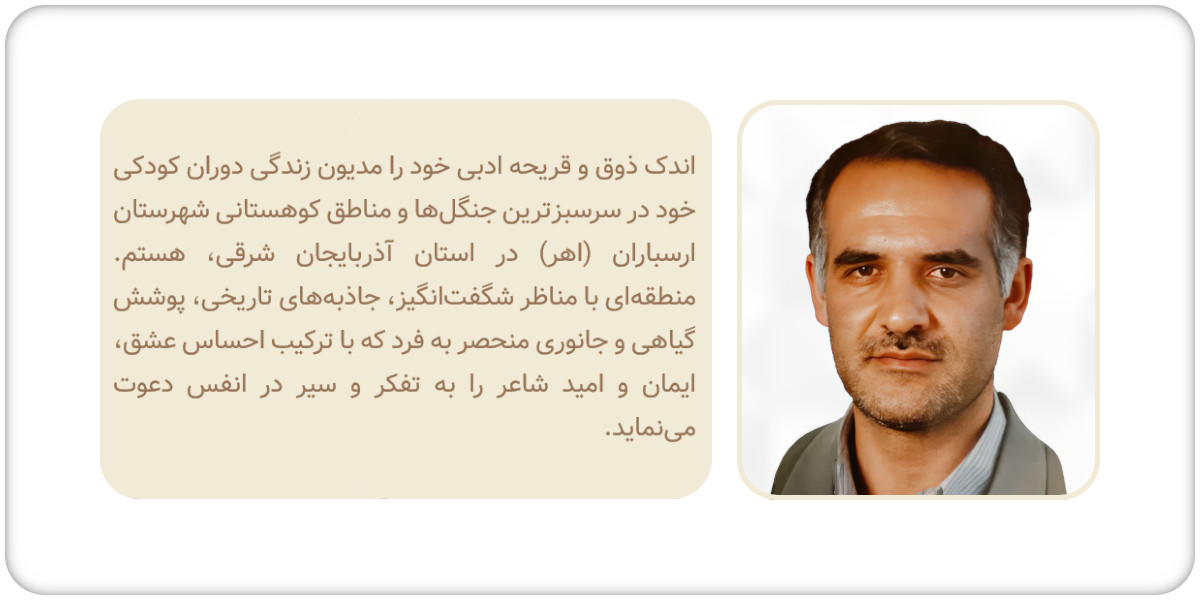 اندک ذوق و قریحه ادبی خود را مدیون زندگی دوران کودکی
خود در سرسبزترین جنگل‌ها و مناطق کوهستانی شهرستان
ارسباران (اهر) در استان آذربایجان شرقی، هستم.
منطقه‌ای با مناظر شگفت‌انگیز، جاذبه‌های تاریخی، پوشش
گیاهی و جانوری منحصر به فرد که با ترکیب احساس عشق،
ایمان و امید شاعر را به تفکر و سیر در انفس دعوت
می‌نماید.